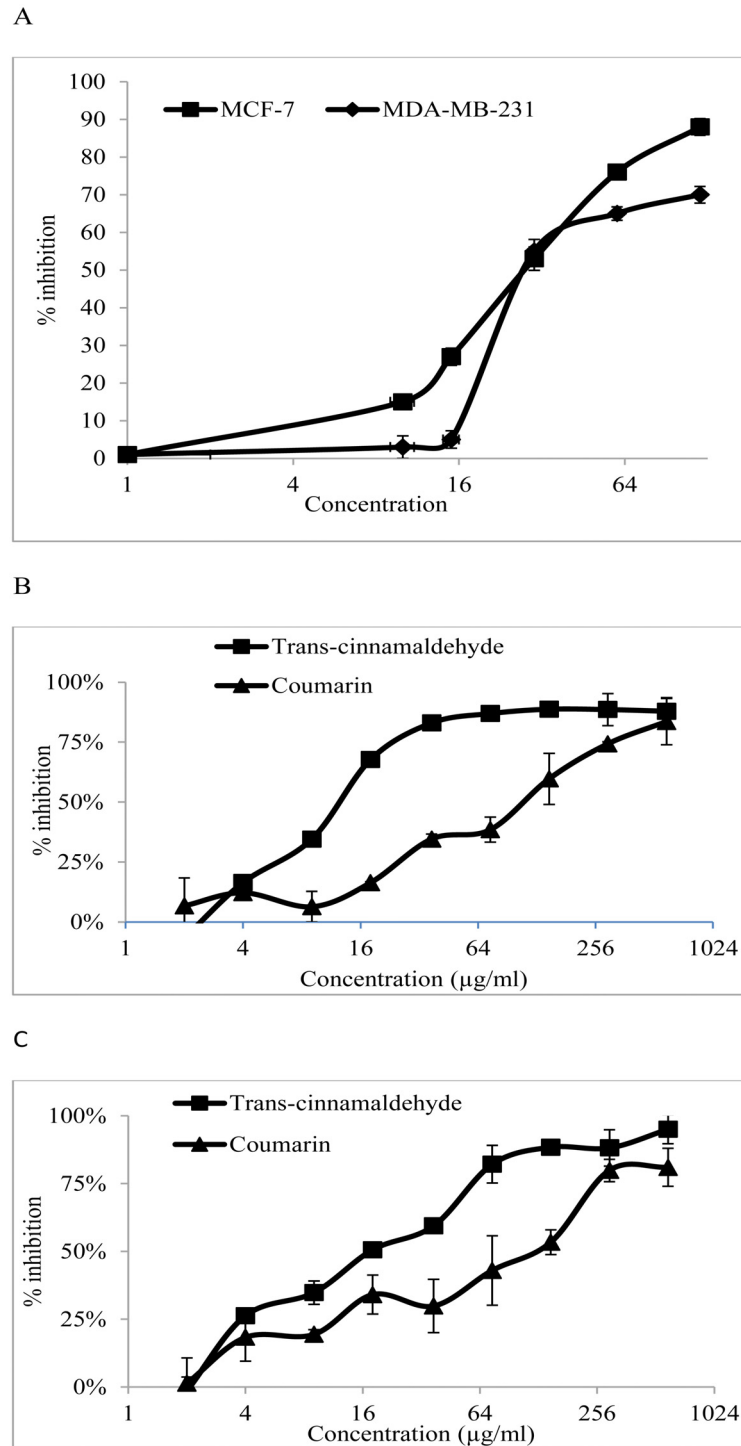 A
100
90
80
70
60
50
40
30
20
10
0
% inhibition
MCF-7 MDA-MB-231
1 4 16 64
Concentration
B
Trans-cinnamaldehyde
Coumarin
100%
75%
50%
25%
0%
% inhibition
1 4 16 64 256 1024
Concentration (µg/ml)
C
Trans-cinnamaldehyde
Coumarin
100%
75%
50%
25%
0%
% inhibition
1 4 16 64 256 1024
Concentration (µg/ml)